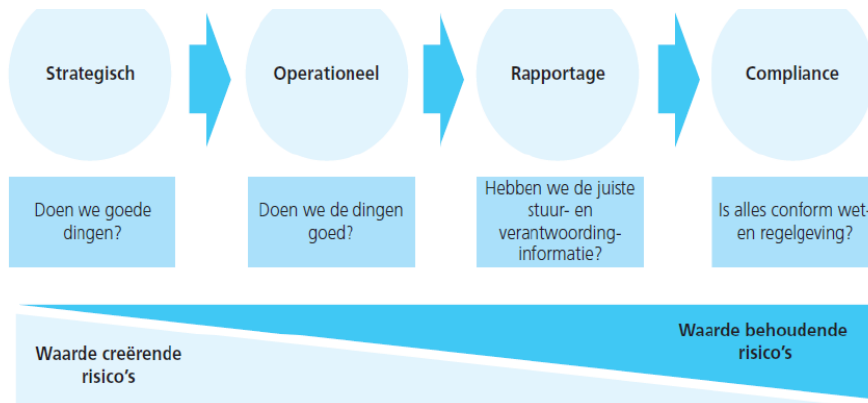 Strategisch
Operationeel
Rapportage
Compliance
Doen we goede
dingen?
Doen we de dingen
goed?
Hebben we de juiste
stuur- en
verantwoording-
informatie?
Is alles conform wet-
en regelgeving?
Waarde creërende
risico's
Waarde behoudende
risico's